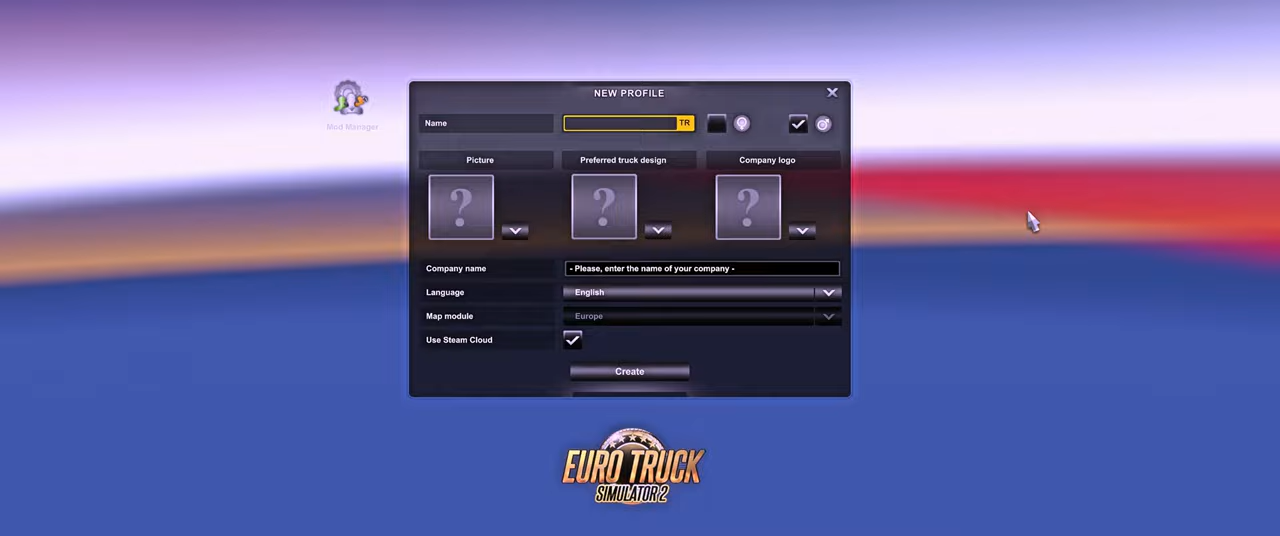 NEW PROFILE
Mod Manager
Name
TR
Picture
Preferred truck design
Company logo
?
?
?
Company name
- Please, enter the name of your company -
Language
English
Map module
Europe
Use Steam Cloud
Create
EURO TRUCK
SIMULATOR 2